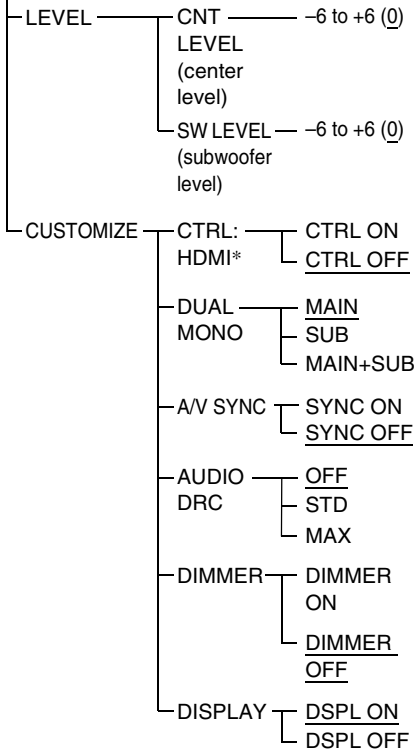 LEVEL CNT –6 to +6 (0)
LEVEL
(center
level)
SW LEVEL –6 to +6 (0)
(subwoofer
level)
CUSTOMIZE CTRL: CTRL ON
HDMI* CTRL OFF
DUAL MAIN
MONO SUB
MAIN+SUB
A/V SYNC SYNC ON
SYNC OFF
AUDIO OFF
DRC STD
MAX
DIMMER DIMMER
ON
DIMMER
OFF
DISPLAY DSPL ON
DSPL OFF